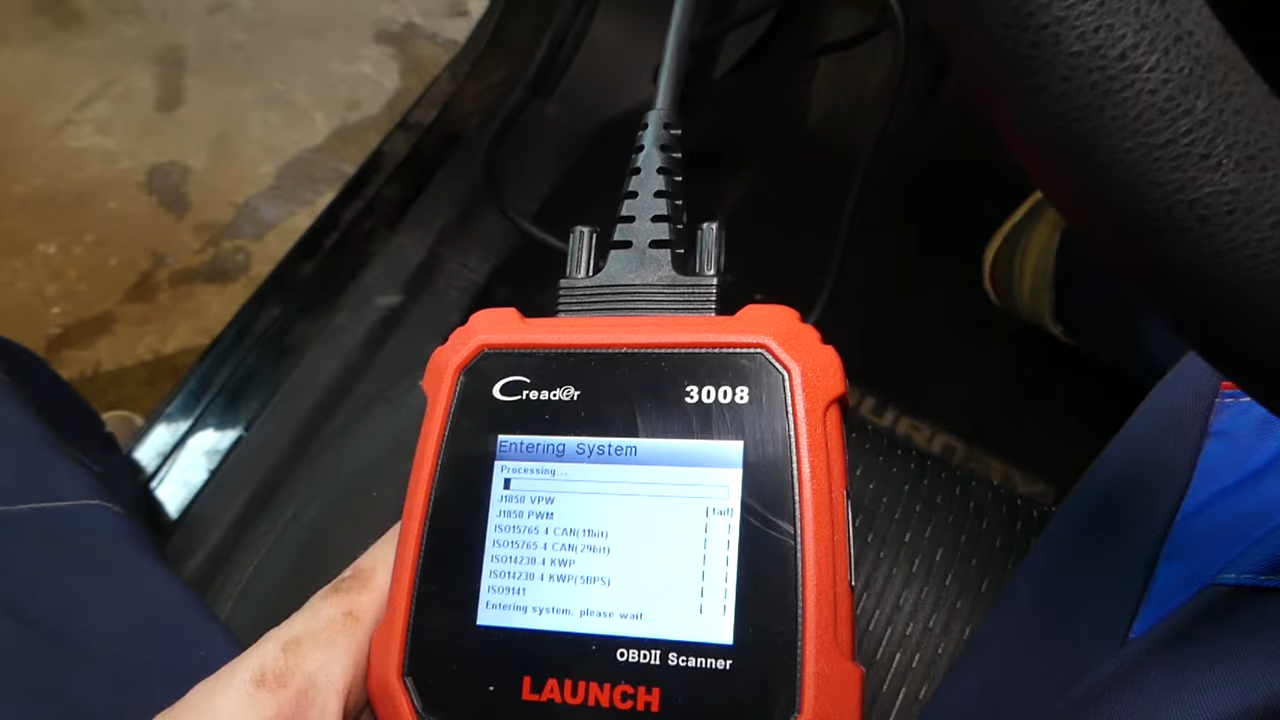 Creader
3008
Entering System
Processing...
J1850 VPW [fail]
J1850 PWM [ ]
ISO15765-4 CAN(11bit) [ ]
ISO15765-4 CAN(29bit) [ ]
ISO14230-4 KWP [ ]
ISO14230-4 KWP(5BPS) [ ]
ISO9141 [ ]
Entering system, please wait...
OBDII Scanner
LAUNCH